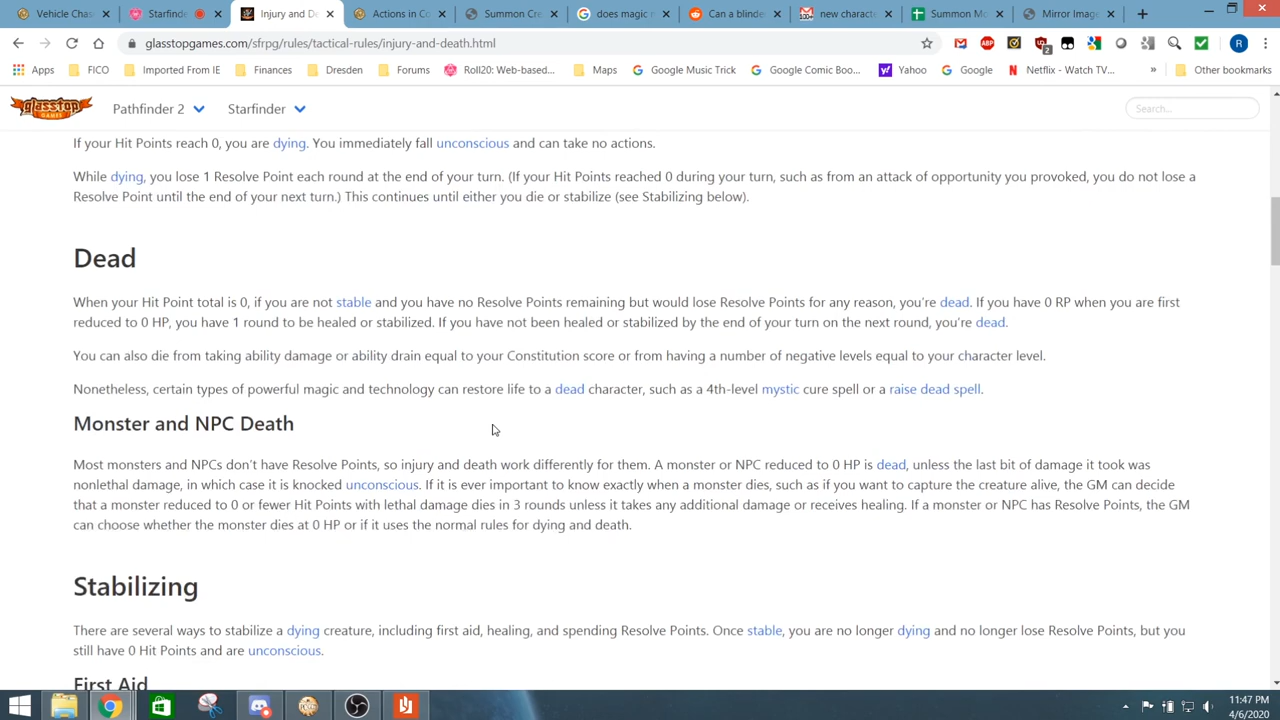 Vehicle Chas
Starfinde
Injury and De
Actions in Co
Summon Cre
does magic m
Can a blinde
new characte
Summon Mo
Mirror Image
glasstopgames.com/sfrpg/rules/tactical-rules/injury-and-death.html
Apps
FICO
Imported From IE
Finances
Dresden
Forums
Roll20: Web-based...
Maps
Google Music Trick
Google Comic Boo...
Yahoo
Google
Netflix - Watch TV...
»
Other bookmarks
glasstop
GAMES
Pathfinder 2
Starfinder
Search...
If your Hit Points reach 0, you are dying. You immediately fall unconscious and can take no actions.
While dying, you lose 1 Resolve Point each round at the end of your turn. (If your Hit Points reached 0 during your turn, such as from an attack of opportunity you provoked, you do not lose a
Resolve Point until the end of your next turn.) This continues until either you die or stabilize (see Stabilizing below).
Dead
When your Hit Point total is 0, if you are not stable and you have no Resolve Points remaining but would lose Resolve Points for any reason, you're dead. If you have 0 RP when you are first
reduced to 0 HP, you have 1 round to be healed or stabilized. If you have not been healed or stabilized by the end of your turn on the next round, you're dead.
You can also die from taking ability damage or ability drain equal to your Constitution score or from having a number of negative levels equal to your character level.
Nonetheless, certain types of powerful magic and technology can restore life to a dead character, such as a 4th-level mystic cure spell or a raise dead spell.
Monster and NPC Death
Most monsters and NPCs don't have Resolve Points, so injury and death work differently for them. A monster or NPC reduced to 0 HP is dead, unless the last bit of damage it took was
nonlethal damage, in which case it is knocked unconscious. If it is ever important to know exactly when a monster dies, such as if you want to capture the creature alive, the GM can decide
that a monster reduced to 0 or fewer Hit Points with lethal damage dies in 3 rounds unless it takes any additional damage or receives healing. If a monster or NPC has Resolve Points, the GM
can choose whether the monster dies at 0 HP or if it uses the normal rules for dying and death.
Stabilizing
There are several ways to stabilize a dying creature, including first aid, healing, and spending Resolve Points. Once stable, you are no longer dying and no longer lose Resolve Points, but you
still have 0 Hit Points and are unconscious.
First Aid
11:47 PM
4/6/2020